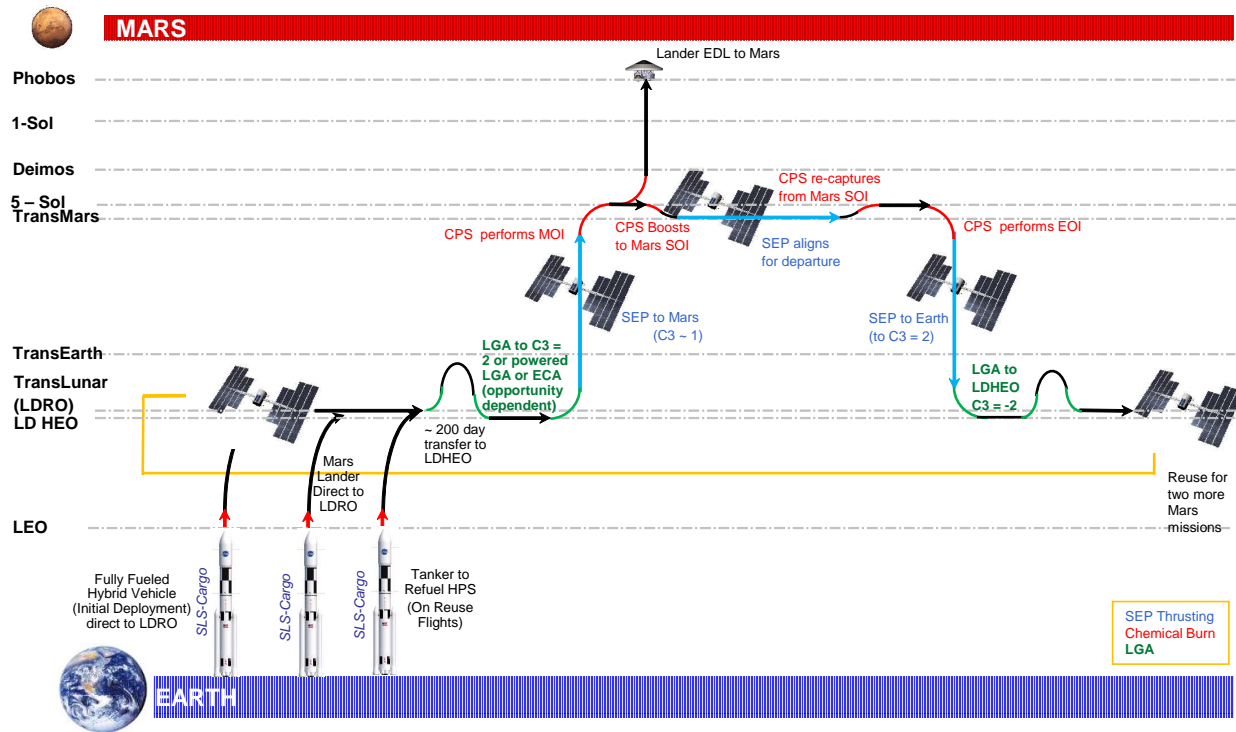 MARS
Lander EDL to Mars
Phobos
1-Sol
Deimos
5 – Sol
TransMars
CPS re-captures
from Mars SOI
CPS performs MOI
CPS Boosts
to Mars SOI
SEP aligns
for departure
CPS performs EOI
SEP to Mars
(C3 ~ 1)
SEP to Earth
(to C3 = 2)
TransEarth
TransLunar
(LDRO)
LD HEO
LGA to C3 =
2 or powered
LGA or ECA
(opportunity
dependent)
LGA to
LDHEO
C3 = -2
~ 200 day
transfer to
LDHEO
Mars
Lander
Direct to
LDRO
Reuse for
two more
Mars
missions
LEO
Fully Fueled
Hybrid Vehicle
(Initial Deployment)
direct to LDRO
SLS-Cargo
SLS-Cargo
SLS-Cargo
Tanker to
Refuel HPS
(On Reuse
Flights)
SEP Thrusting
Chemical Burn
LGA
EARTH